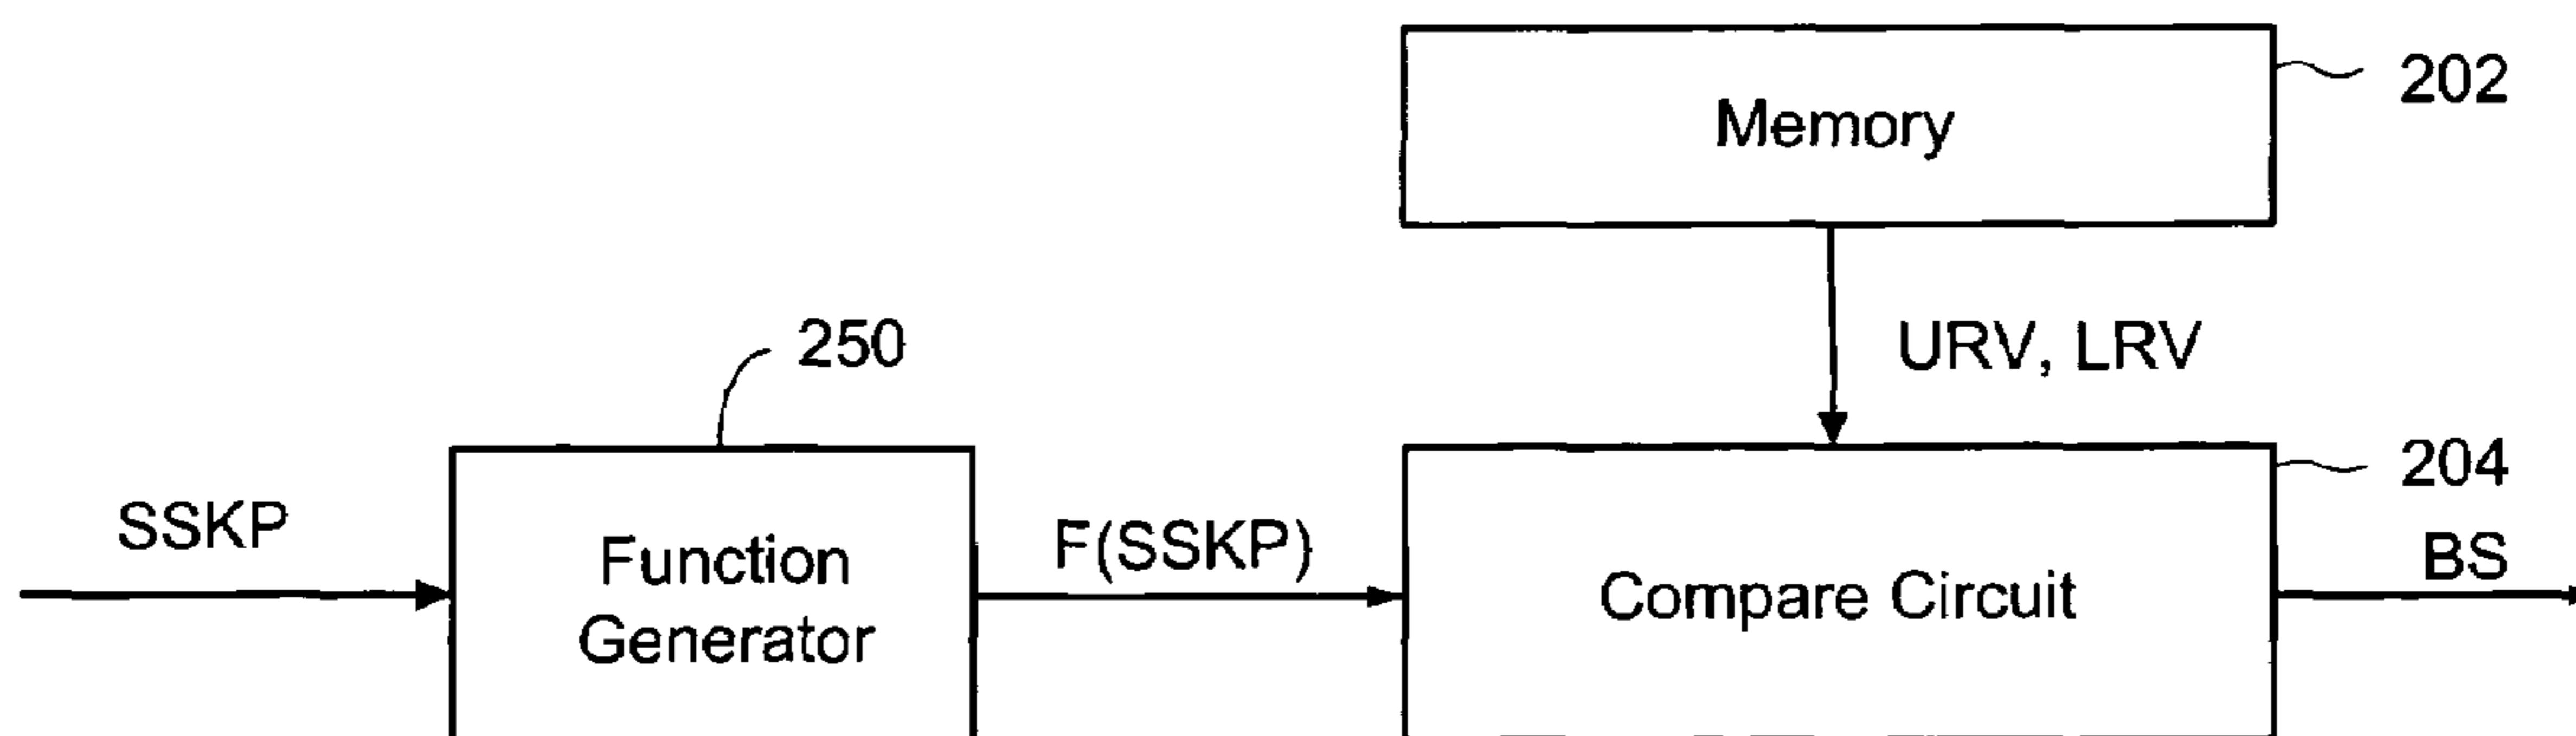 202
Memory
URV, LRV
250
204
SSKP
F(SSKP)
BS
Function
Generator
Compare Circuit